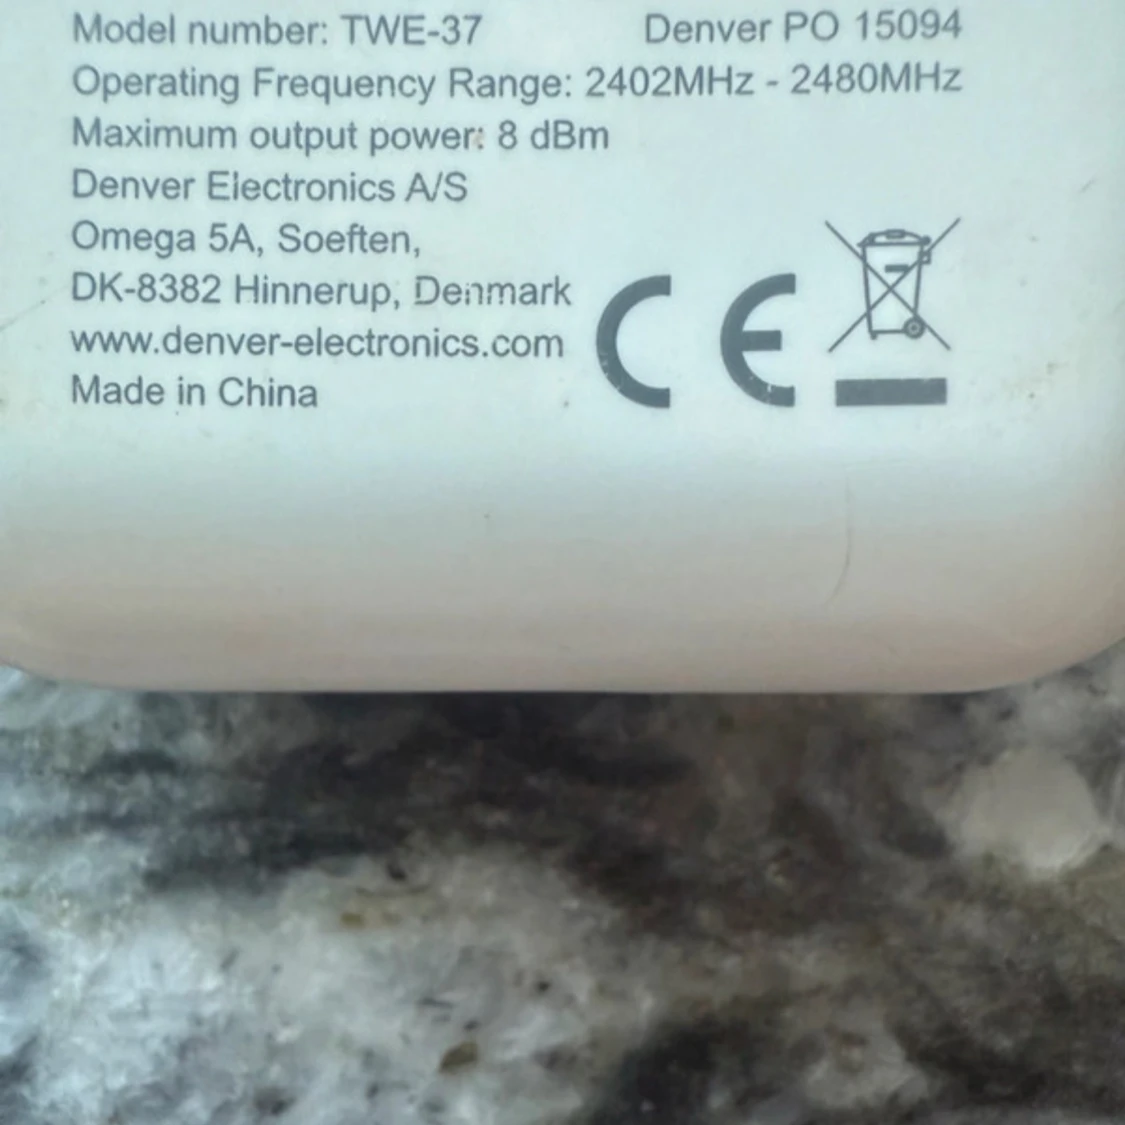 Model number: TWE-37 Denver PO 15094
Operating Frequency Range: 2402MHz - 2480MHz
Maximum output power: 8 dBm
Denver Electronics A/S
Omega 5A, Soeften,
DK-8382 Hinnerup, Denmark
www.denver-electronics.com
Made in China
CE